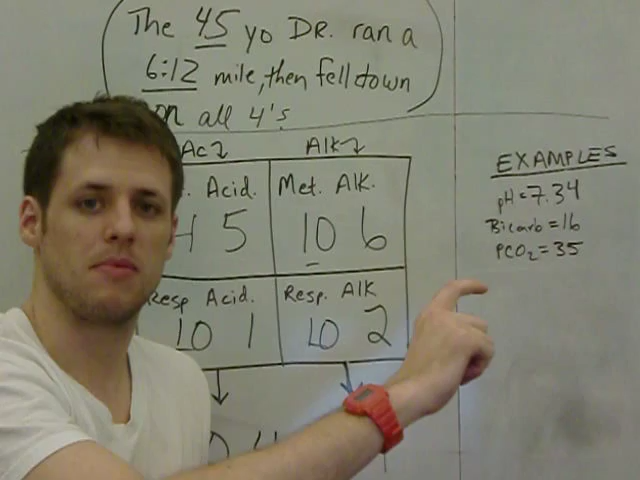 The 45 yo DR. ran a
6:12 mile, then fell down
on all 4's
Ac Alk
. Acid. Met. Alk.
5 10 6
Resp Acid. Resp. Alk
10 1 10 2
4
EXAMPLES
pH = 7.34
Bicarb = 16
PCO₂ = 35